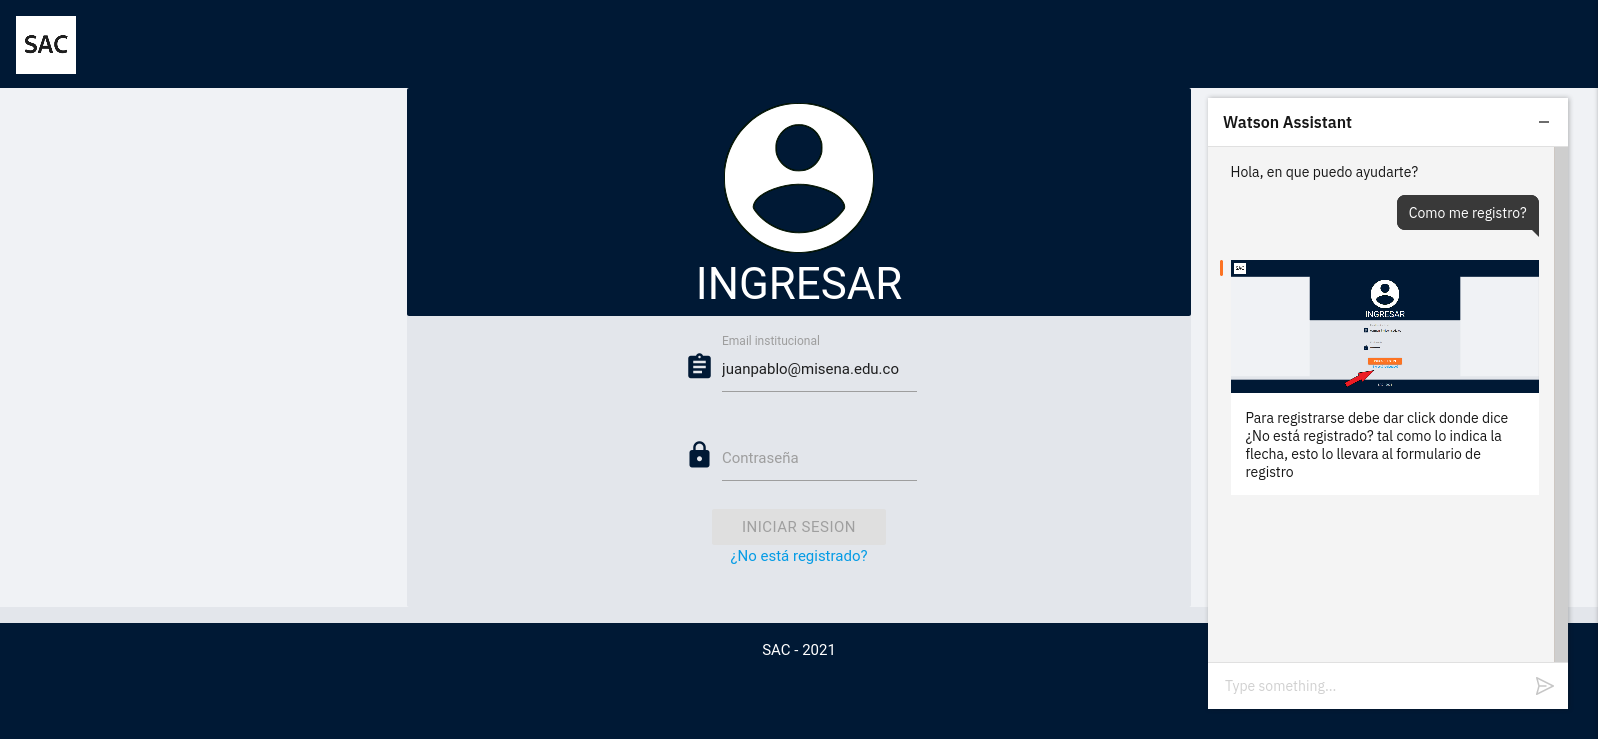 SAC
INGRESAR
Email institucional
juanpablo@misena.edu.co
Contraseña
INICIAR SESION
¿No está registrado?
SAC - 2021
Watson Assistant
Hola, en que puedo ayudarte?
Como me registro?
SAC
INGRESAR
Para registrarse debe dar click donde dice
¿No está registrado? tal como lo indica la
flecha, esto lo llevara al formulario de
registro
Type something...